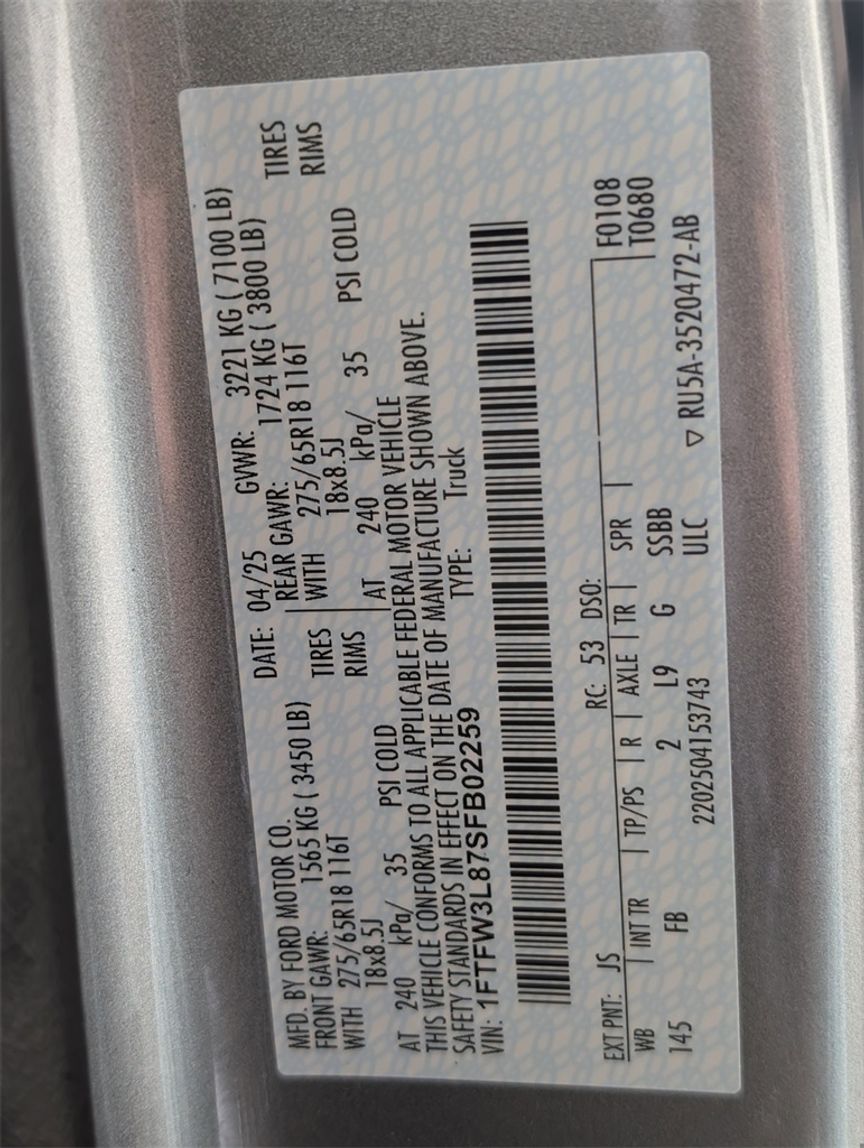 MFD. BY FORD MOTOR CO. DATE: 04/25 GVWR: 3221 KG ( 7100 LB)
FRONT GAWR: 1565 KG ( 3450 LB) REAR GAWR: 1724 KG ( 3800 LB)
WITH 275/65R18 116T TIRES WITH 275/65R18 116T TIRES
18x8.5J RIMS 18x8.5J RIMS
AT 240 kPa/ 35 PSI COLD AT 240 kPa/ 35 PSI COLD
THIS VEHICLE CONFORMS TO ALL APPLICABLE FEDERAL MOTOR VEHICLE
SAFETY STANDARDS IN EFFECT ON THE DATE OF MANUFACTURE SHOWN ABOVE.
VIN: 1FTFW3L87SFB02259 TYPE: Truck
EXT PNT: JS RC: 53 DSO: F0108
WB INT TR TP/PS R AXLE TR SPR T0680
145 FB 2 L9 G SSBB
2202504153743 ULC ▽ RU5A-3520472-AB